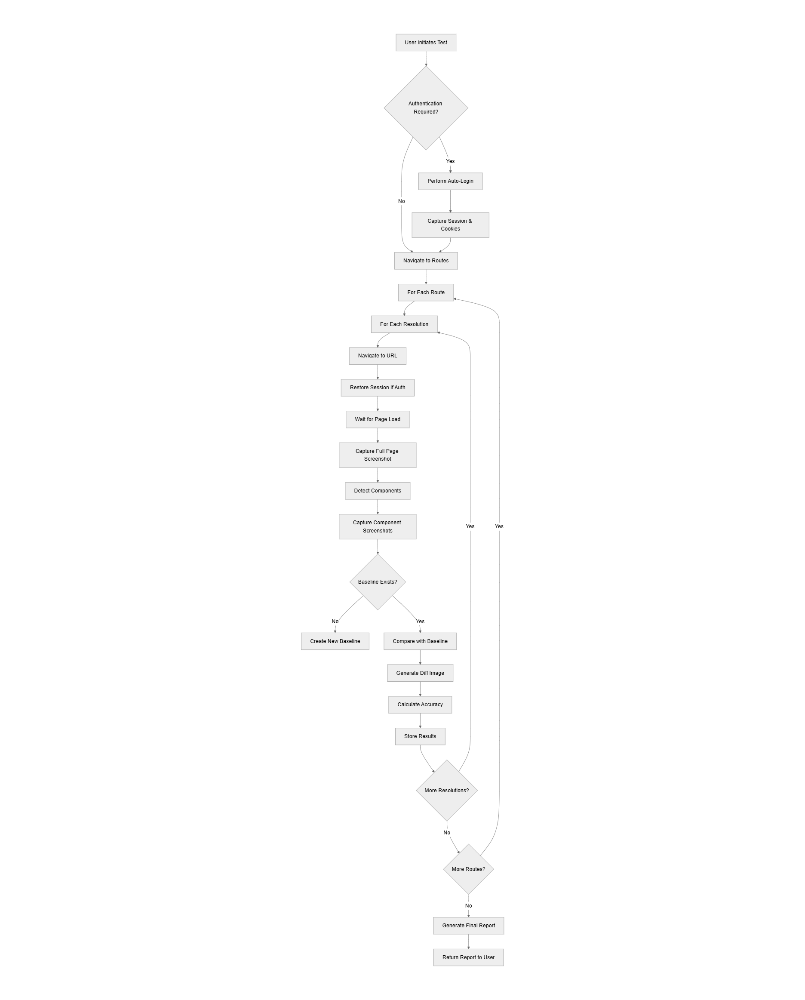 User Initiates Test
Authentication
Required?
Yes
Perform Auto-Login
No
Capture Session &
Cookies
Navigate to Routes
For Each Route
For Each Resolution
Navigate to URL
Restore Session if Auth
Wait for Page Load
Capture Full Page
Screenshot
Detect Components
Capture Component
Screenshots
Yes
Yes
Baseline Exists?
No
Yes
Create New Baseline
Compare with Baseline
Generate Diff Image
Calculate Accuracy
Store Results
More Resolutions?
No
More Routes?
No
Generate Final Report
Return Report to User